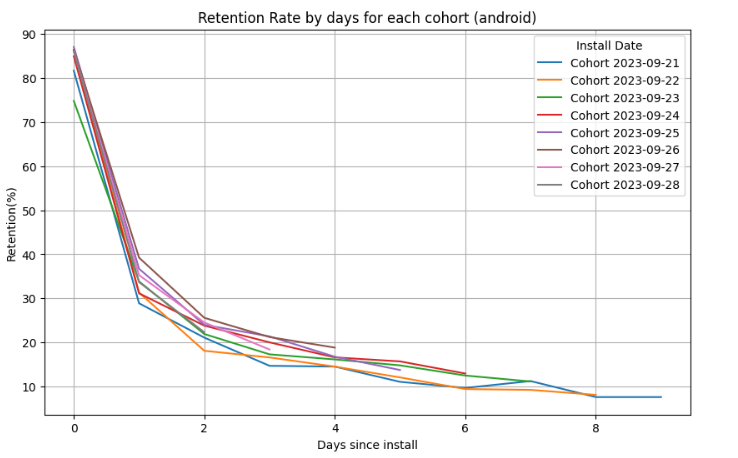 Retention Rate by days for each cohort (android)
Install Date
Cohort 2023-09-21
Cohort 2023-09-22
Cohort 2023-09-23
Cohort 2023-09-24
Cohort 2023-09-25
Cohort 2023-09-26
Cohort 2023-09-27
Cohort 2023-09-28
Retention(%)
90
80
70
60
50
40
30
20
10
0 2 4 6 8
Days since install